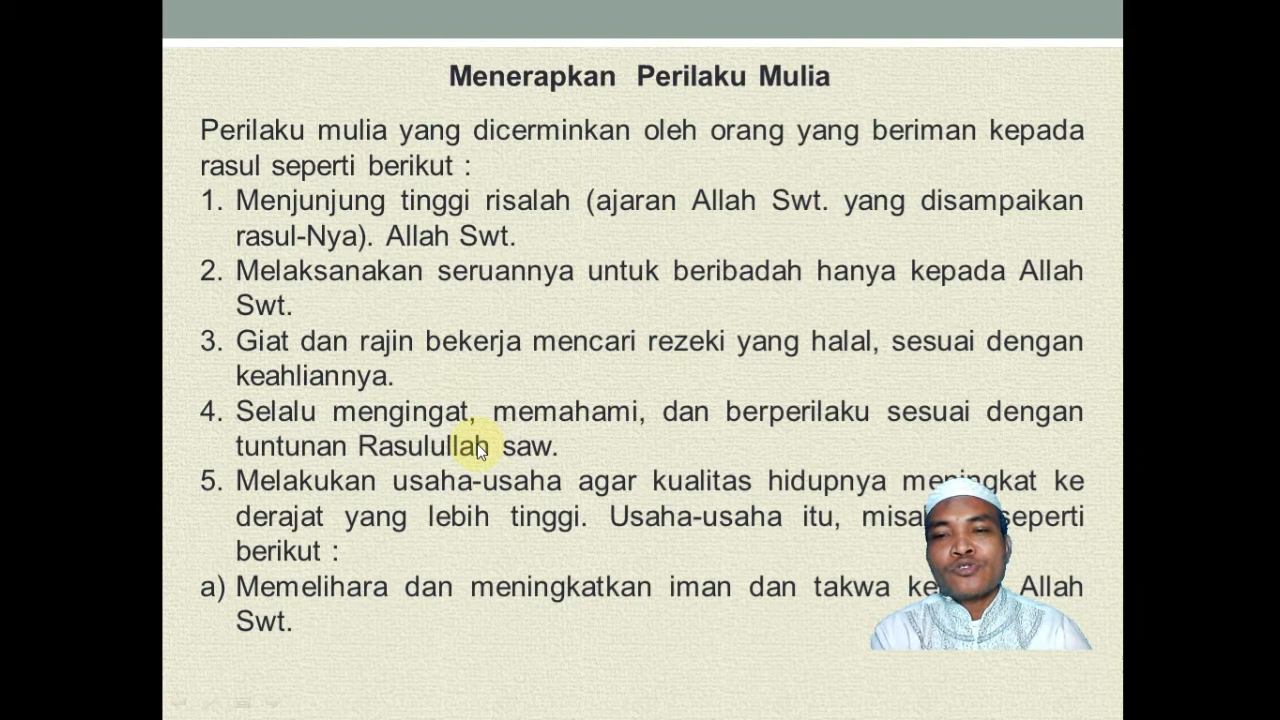 Menerapkan Perilaku Mulia
Perilaku mulia yang dicerminkan oleh orang yang beriman kepada
rasul seperti berikut :
1. Menjunjung tinggi risalah (ajaran Allah Swt. yang disampaikan
rasul-Nya). Allah Swt.
2. Melaksanakan seruannya untuk beribadah hanya kepada Allah
Swt.
3. Giat dan rajin bekerja mencari rezeki yang halal, sesuai dengan
keahliannya.
4. Selalu mengingat, memahami, dan berperilaku sesuai dengan
tuntunan Rasulullah saw.
5. Melakukan usaha-usaha agar kualitas hidupnya meningkat ke
derajat yang lebih tinggi. Usaha-usaha itu, seperti
berikut :
a) Memelihara dan meningkatkan iman dan takwa Allah
Swt.